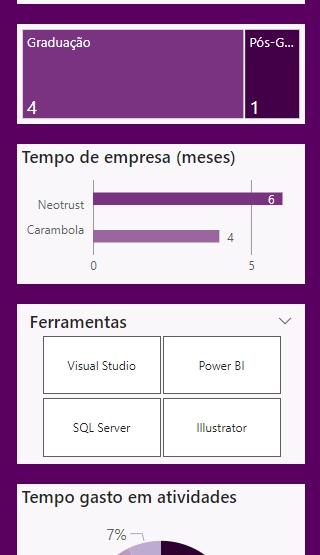 Graduação
Pós-G...
4
1
Tempo de empresa (meses)
Neotrust
6
Carambola
4
0
5
Ferramentas
Visual Studio
Power BI
SQL Server
Illustrator
Tempo gasto em atividades
7%